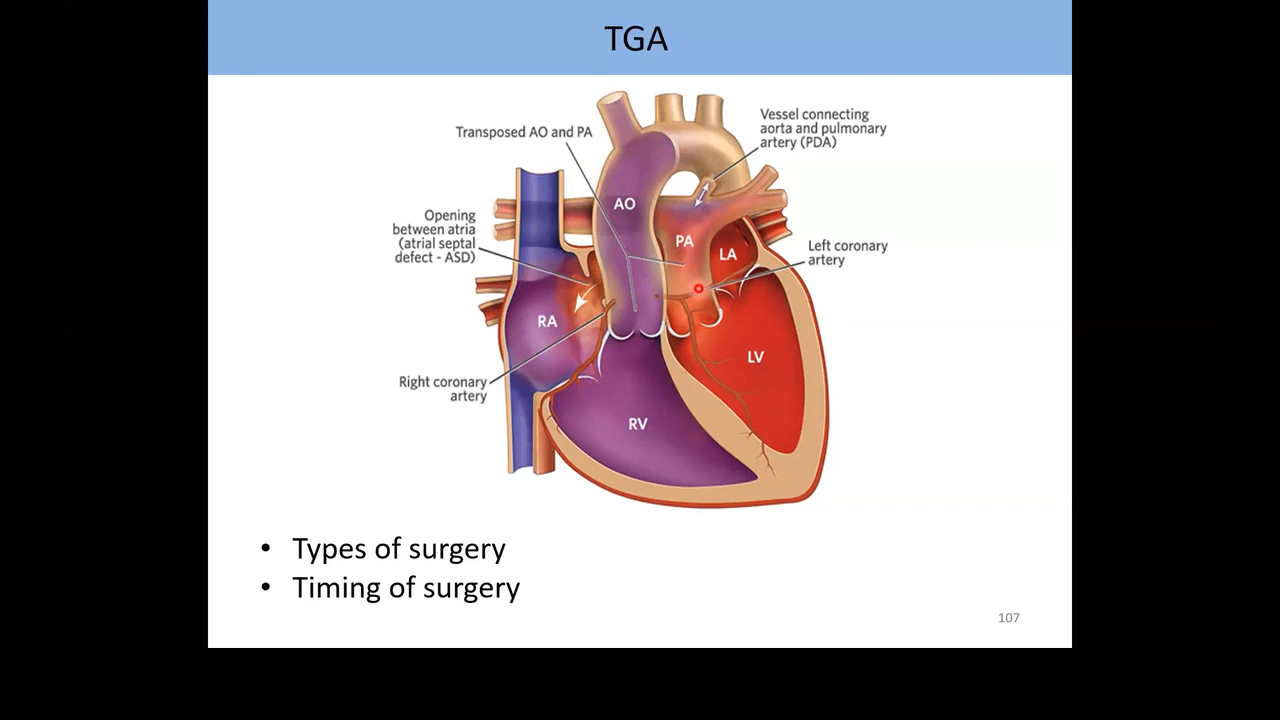 TGA
Transposed AO and PA
Vessel connecting
aorta and pulmonary
artery (PDA)
Opening
between atria
(atrial septal
defect - ASD)
AO
PA
LA
Left coronary
artery
RA
LV
Right coronary
artery
RV
• Types of surgery
• Timing of surgery
107